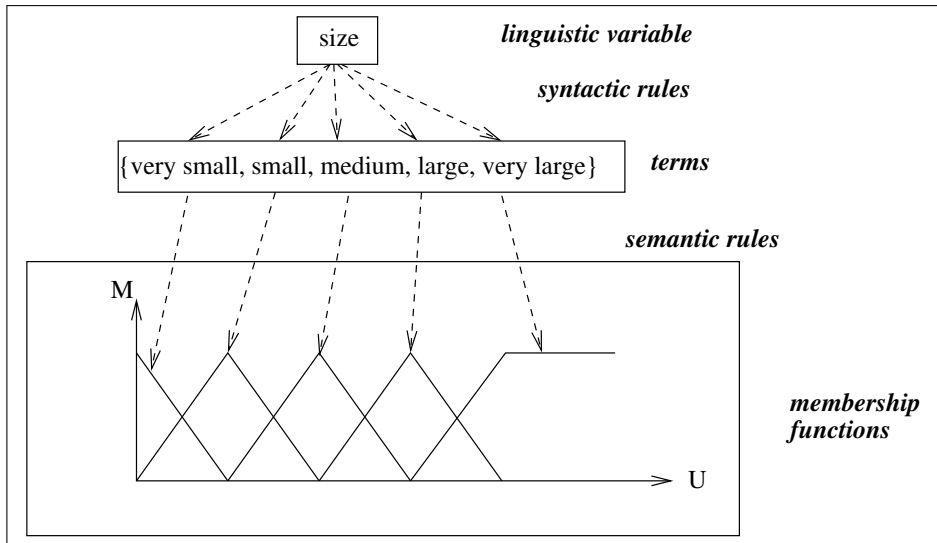 size
linguistic variable
syntactic rules
{very small, small, medium, large, very large}
terms
semantic rules
M
membership
functions
U